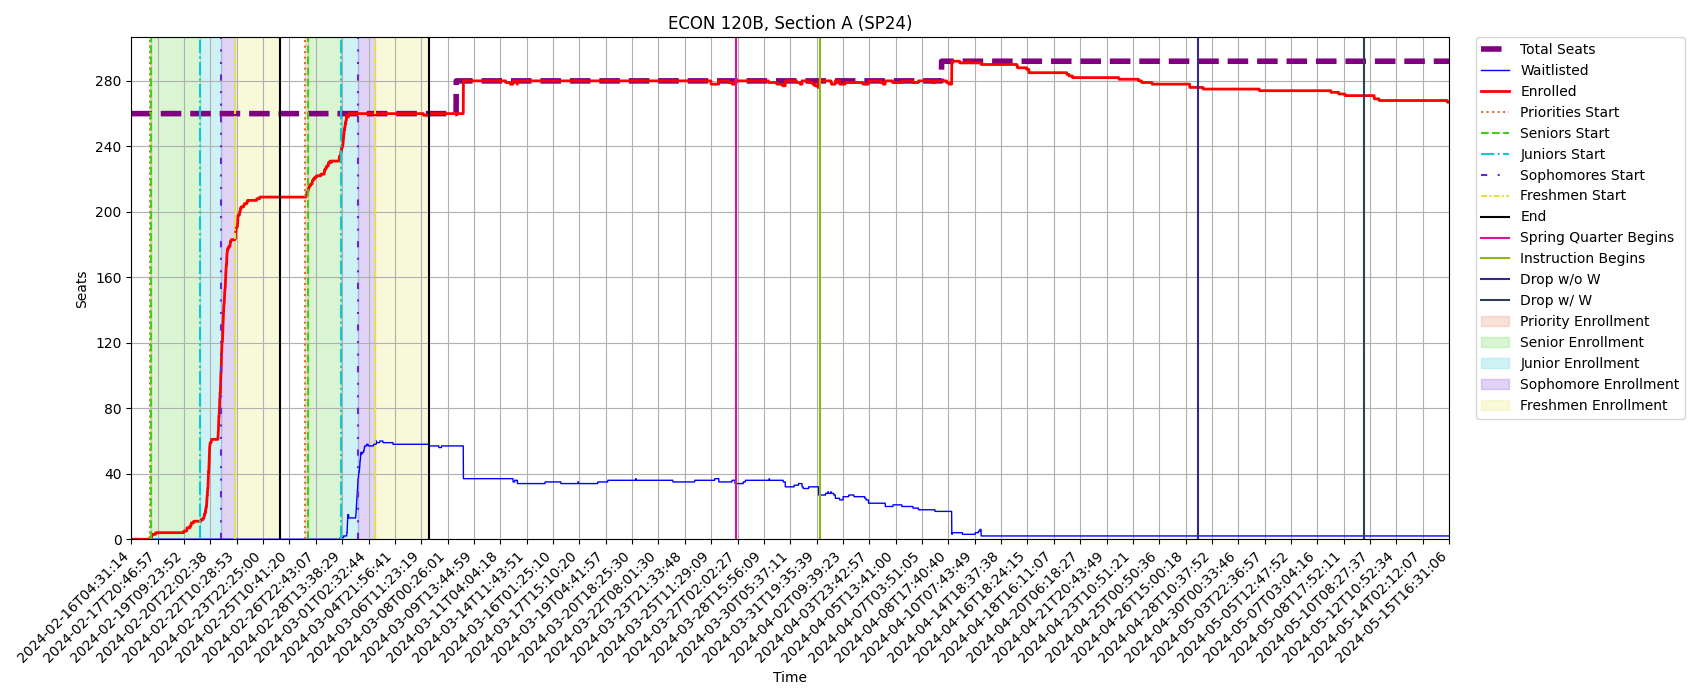 ECON 120B, Section A (SP24)
Seats
280
240
200
160
120
80
40
0
2024-02-16T04:31:14
2024-02-17T20:46:57
2024-02-19T09:23:52
2024-02-20T22:02:38
2024-02-22T10:28:53
2024-02-23T22:25:00
2024-02-25T10:41:20
2024-02-26T22:43:07
2024-02-28T13:38:29
2024-03-01T02:32:44
2024-03-04T21:56:41
2024-03-06T11:23:19
2024-03-08T00:26:01
2024-03-09T13:44:59
2024-03-11T04:04:18
2024-03-14T11:43:51
2024-03-16T01:25:10
2024-03-17T15:10:20
2024-03-19T04:41:57
2024-03-20T18:25:30
2024-03-22T08:01:30
2024-03-23T21:33:48
2024-03-25T11:29:09
2024-03-27T02:02:27
2024-03-28T15:56:09
2024-03-30T05:37:11
2024-03-31T19:35:39
2024-04-02T09:39:23
2024-04-03T23:42:57
2024-04-05T13:41:00
2024-04-07T03:51:05
2024-04-08T17:40:40
2024-04-10T07:43:49
2024-04-14T18:37:38
2024-04-16T18:24:15
2024-04-18T16:11:07
2024-04-20T06:18:27
2024-04-21T20:43:49
2024-04-23T10:51:21
2024-04-25T00:50:36
2024-04-26T15:00:18
2024-04-28T10:37:52
2024-04-30T00:33:46
2024-05-03T22:36:57
2024-05-05T12:47:52
2024-05-07T03:04:16
2024-05-08T17:52:11
2024-05-10T08:27:37
2024-05-12T10:52:34
2024-05-14T02:12:07
2024-05-15T16:31:06
Time
Total Seats
Waitlisted
Enrolled
Priorities Start
Seniors Start
Juniors Start
Sophomores Start
Freshmen Start
End
Spring Quarter Begins
Instruction Begins
Drop w/o W
Drop w/ W
Priority Enrollment
Senior Enrollment
Junior Enrollment
Sophomore Enrollment
Freshmen Enrollment